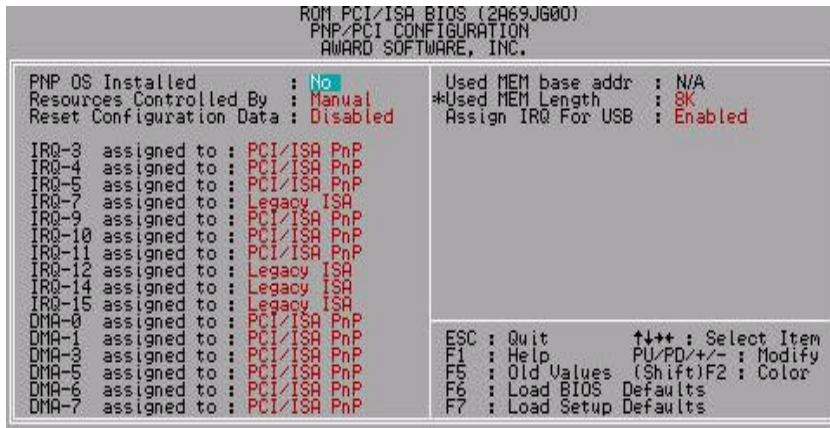 ROM PCI/ISA BIOS (2A69JG00)
PNP/PCI CONFIGURATION
AWARD SOFTWARE, INC.
PNP OS Installed : No
Resources Controlled By : Manual
Reset Configuration Data : Disabled
IRQ-3 assigned to : PCI/ISA PnP
IRQ-4 assigned to : PCI/ISA PnP
IRQ-5 assigned to : PCI/ISA PnP
IRQ-7 assigned to : Legacy ISA
IRQ-9 assigned to : PCI/ISA PnP
IRQ-10 assigned to : PCI/ISA PnP
IRQ-11 assigned to : PCI/ISA PnP
IRQ-12 assigned to : Legacy ISA
IRQ-14 assigned to : Legacy ISA
IRQ-15 assigned to : Legacy ISA
DMA-0 assigned to : PCI/ISA PnP
DMA-1 assigned to : PCI/ISA PnP
DMA-3 assigned to : PCI/ISA PnP
DMA-5 assigned to : PCI/ISA PnP
DMA-6 assigned to : PCI/ISA PnP
DMA-7 assigned to : PCI/ISA PnP
Used MEM base addr : N/A
*Used MEM Length : 8K
Assign IRQ For USB : Enabled
ESC : Quit ↑↓→← : Select Item
F1 : Help PU/PD/+/- : Modify
F5 : Old Values (Shift)F2 : Color
F6 : Load BIOS Defaults
F7 : Load Setup Defaults